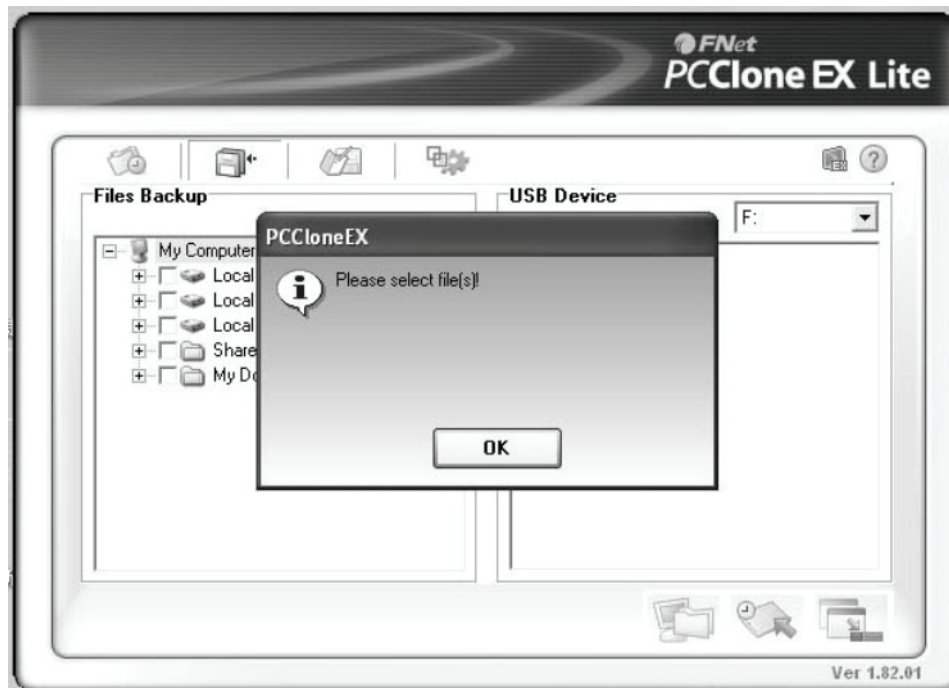 FNet
PCClone EX Lite
EX
Files Backup
USB Device
F:
PCCloneEX
My Computer
Please select file(s)!
Local
Local
Local
Share
My Do
OK
Ver 1.82.01